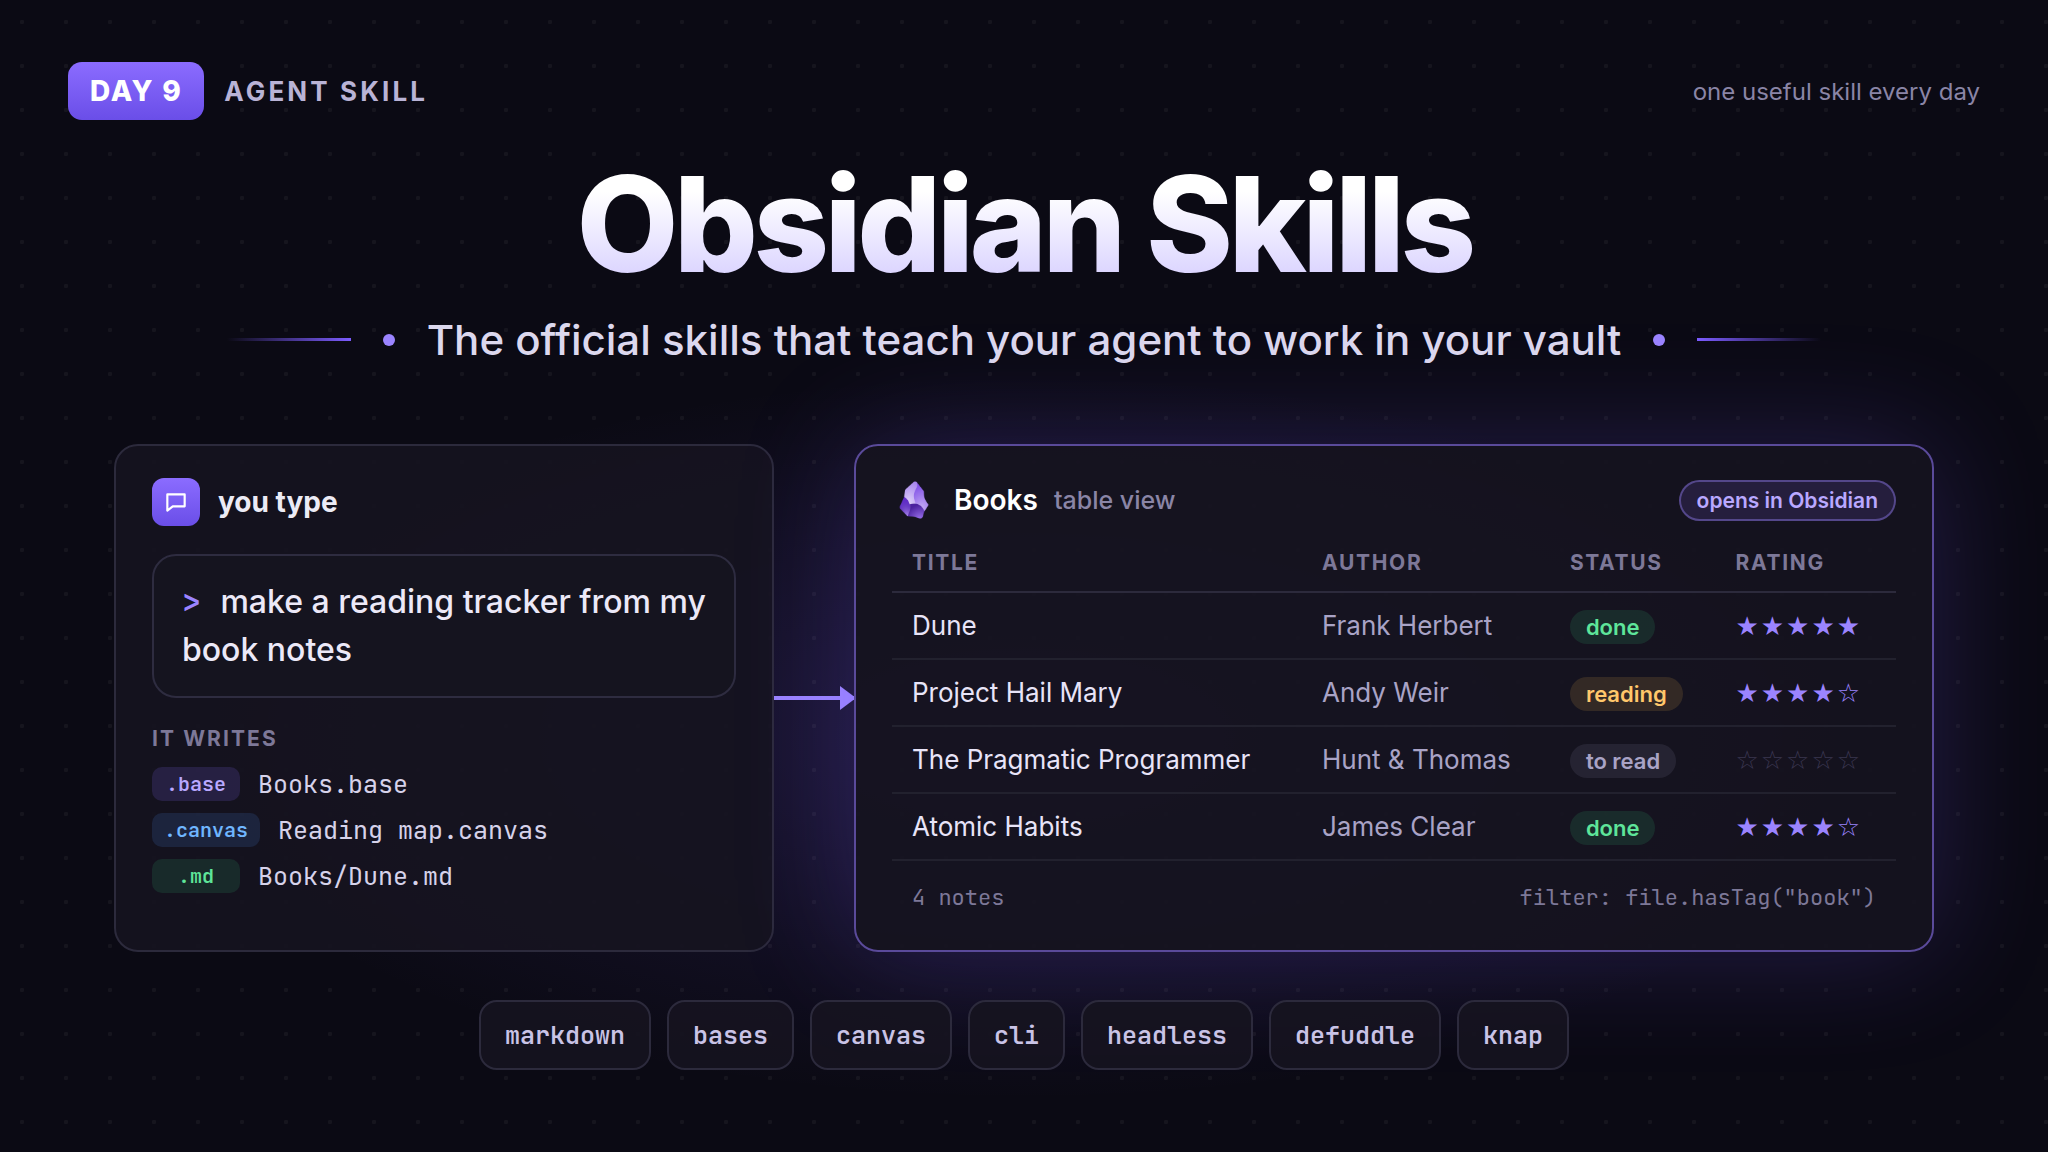 DAY 9 AGENT SKILL
one useful skill every day
Obsidian Skills
The official skills that teach your agent to work in your vault
you type
> make a reading tracker from my
book notes
IT WRITES
.base Books.base
.canvas Reading map.canvas
.md Books/Dune.md
Books table view opens in Obsidian
TITLE AUTHOR STATUS RATING
Dune Frank Herbert done ★★★★★
Project Hail Mary Andy Weir reading ★★★★☆
The Pragmatic Programmer Hunt & Thomas to read ☆☆☆☆☆
Atomic Habits James Clear done ★★★★☆
4 notes filter: file.hasTag("book")
markdown bases canvas cli headless defuddle knap